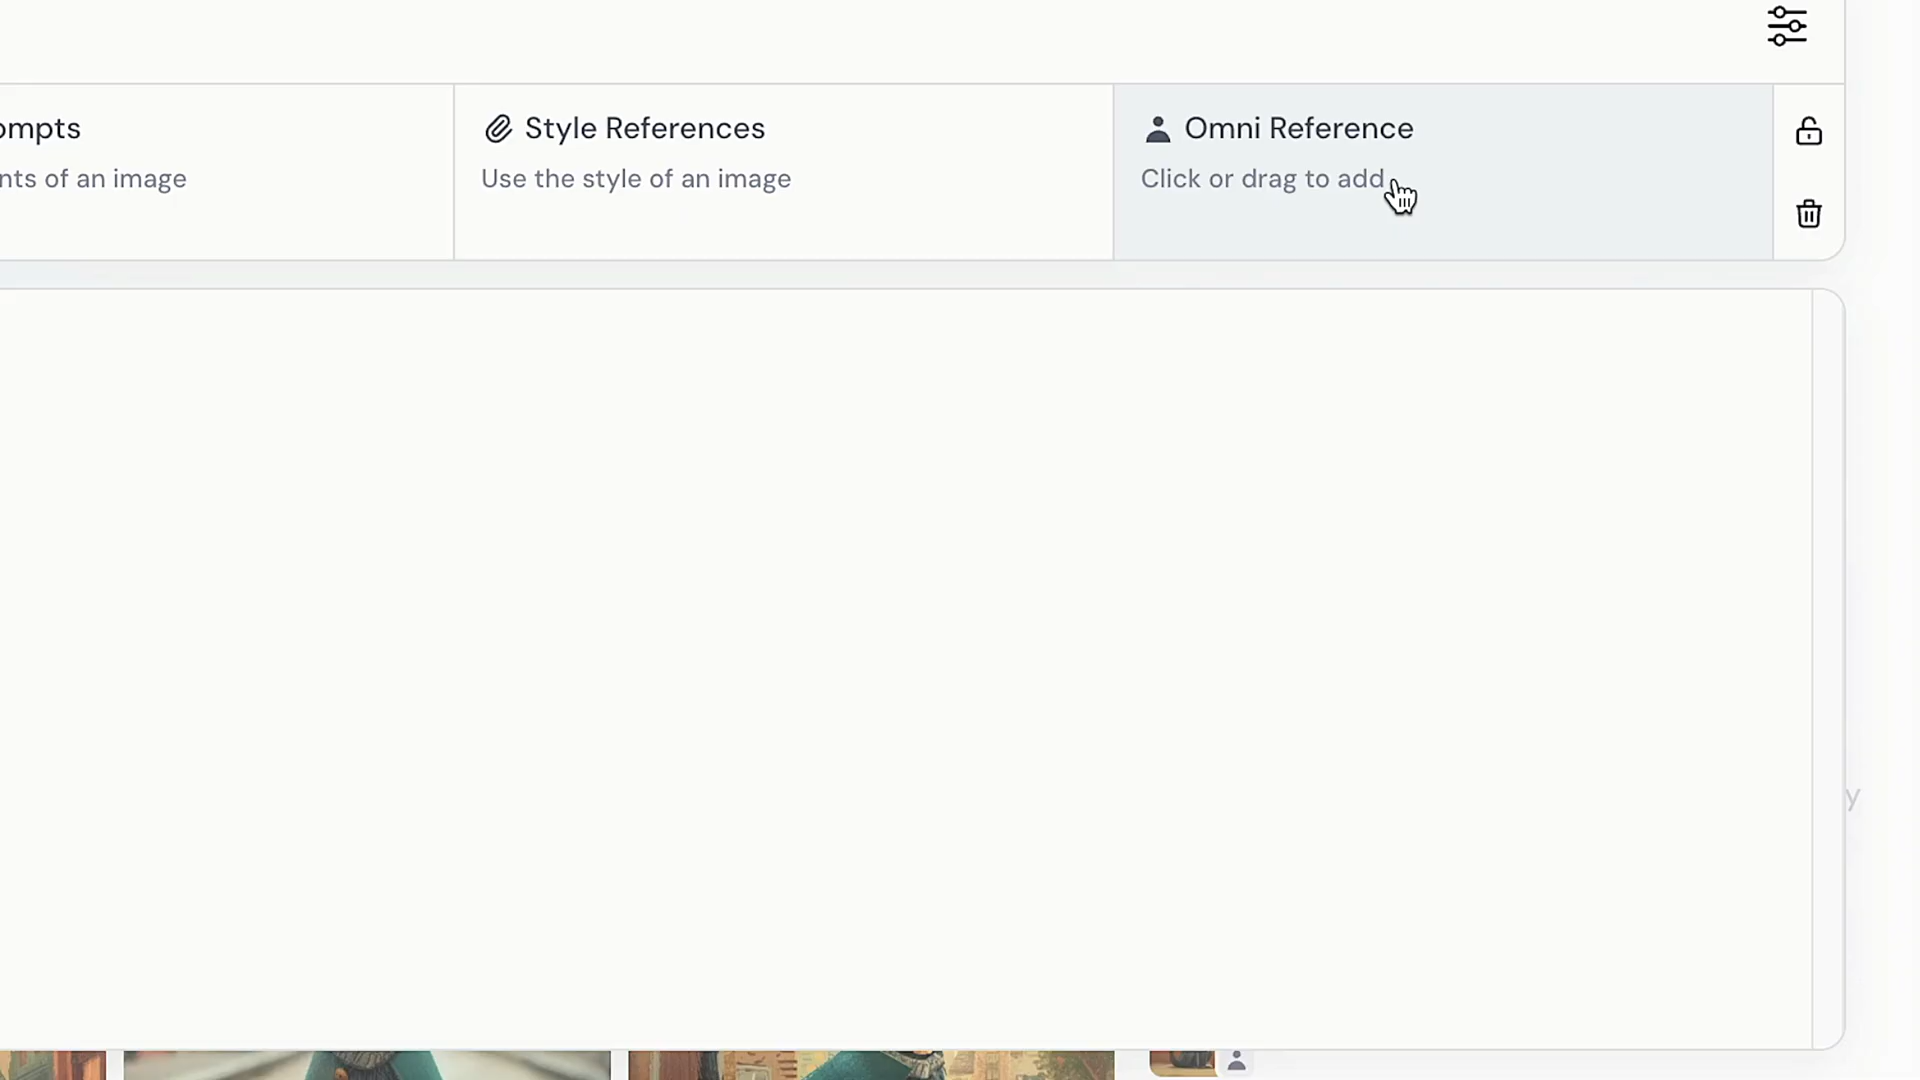 ompts
nts of an image
Style References
Use the style of an image
Omni Reference
Click or drag to add
y